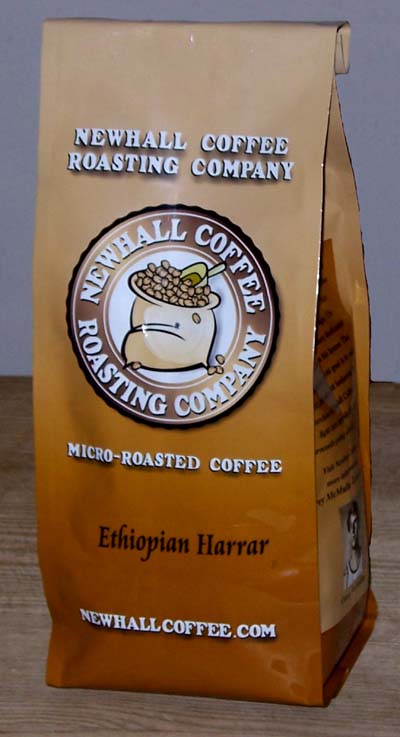 NEWHALL COFFEE
ROASTING COMPANY
NEWHALL COFFEE
ROASTING COMPANY
MICRO-ROASTED COFFEE
Ethiopian Harrar
NEWHALLCOFFEE.COM